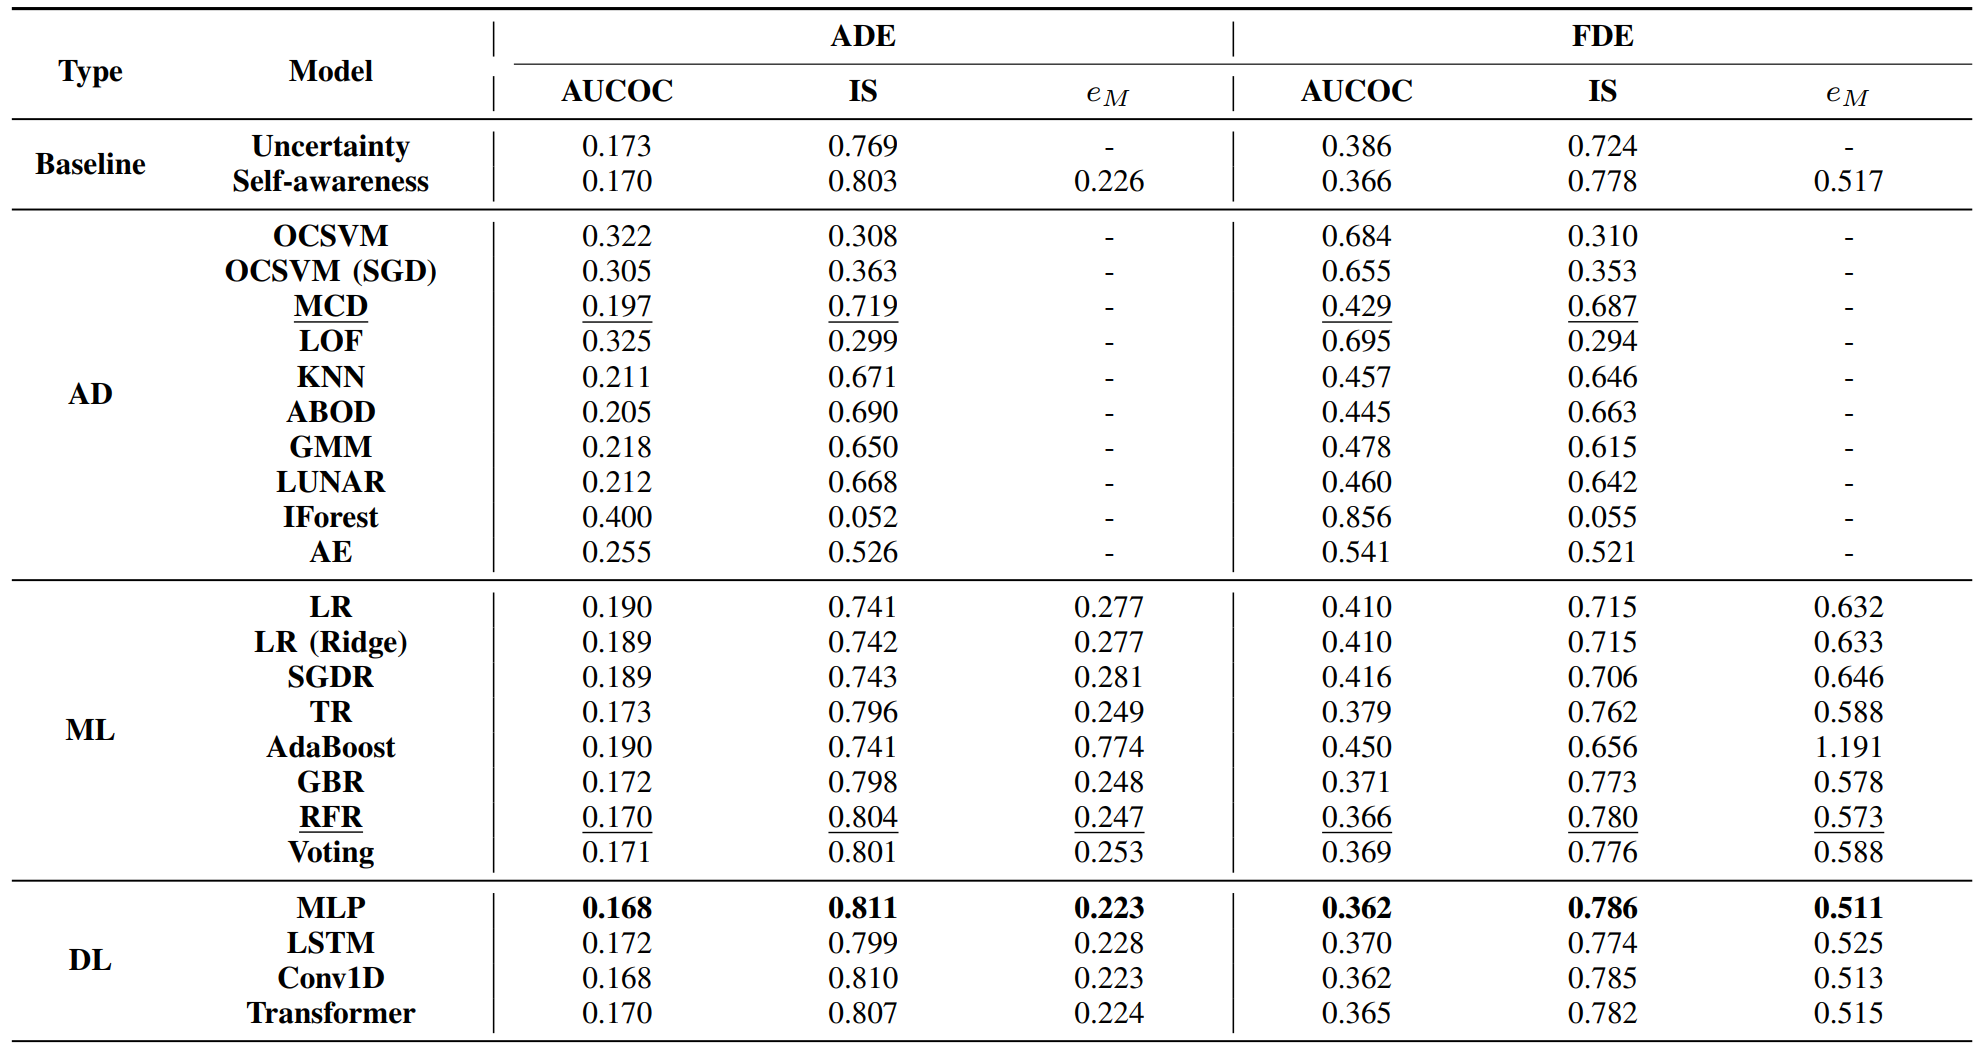 ADE FDE
Type Model AUCOC IS e_M AUCOC IS e_M
Baseline Uncertainty 0.173 0.769 - 0.386 0.724 -
Self-awareness 0.170 0.803 0.226 0.366 0.778 0.517
AD OCSVM 0.322 0.308 - 0.684 0.310 -
OCSVM (SGD) 0.305 0.363 - 0.655 0.353 -
MCD 0.197 0.719 - 0.429 0.687 -
LOF 0.325 0.299 - 0.695 0.294 -
KNN 0.211 0.671 - 0.457 0.646 -
ABOD 0.205 0.690 - 0.445 0.663 -
GMM 0.218 0.650 - 0.478 0.615 -
LUNAR 0.212 0.668 - 0.460 0.642 -
IForest 0.400 0.052 - 0.856 0.055 -
AE 0.255 0.526 - 0.541 0.521 -
ML LR 0.190 0.741 0.277 0.410 0.715 0.632
LR (Ridge) 0.189 0.742 0.277 0.410 0.715 0.633
SGDR 0.189 0.743 0.281 0.416 0.706 0.646
TR 0.173 0.796 0.249 0.379 0.762 0.588
AdaBoost 0.190 0.741 0.774 0.450 0.656 1.191
GBR 0.172 0.798 0.248 0.371 0.773 0.578
RFR 0.170 0.804 0.247 0.366 0.780 0.573
Voting 0.171 0.801 0.253 0.369 0.776 0.588
DL MLP 0.168 0.811 0.223 0.362 0.786 0.511
LSTM 0.172 0.799 0.228 0.370 0.774 0.525
Conv1D 0.168 0.810 0.223 0.362 0.785 0.513
Transformer 0.170 0.807 0.224 0.365 0.782 0.515